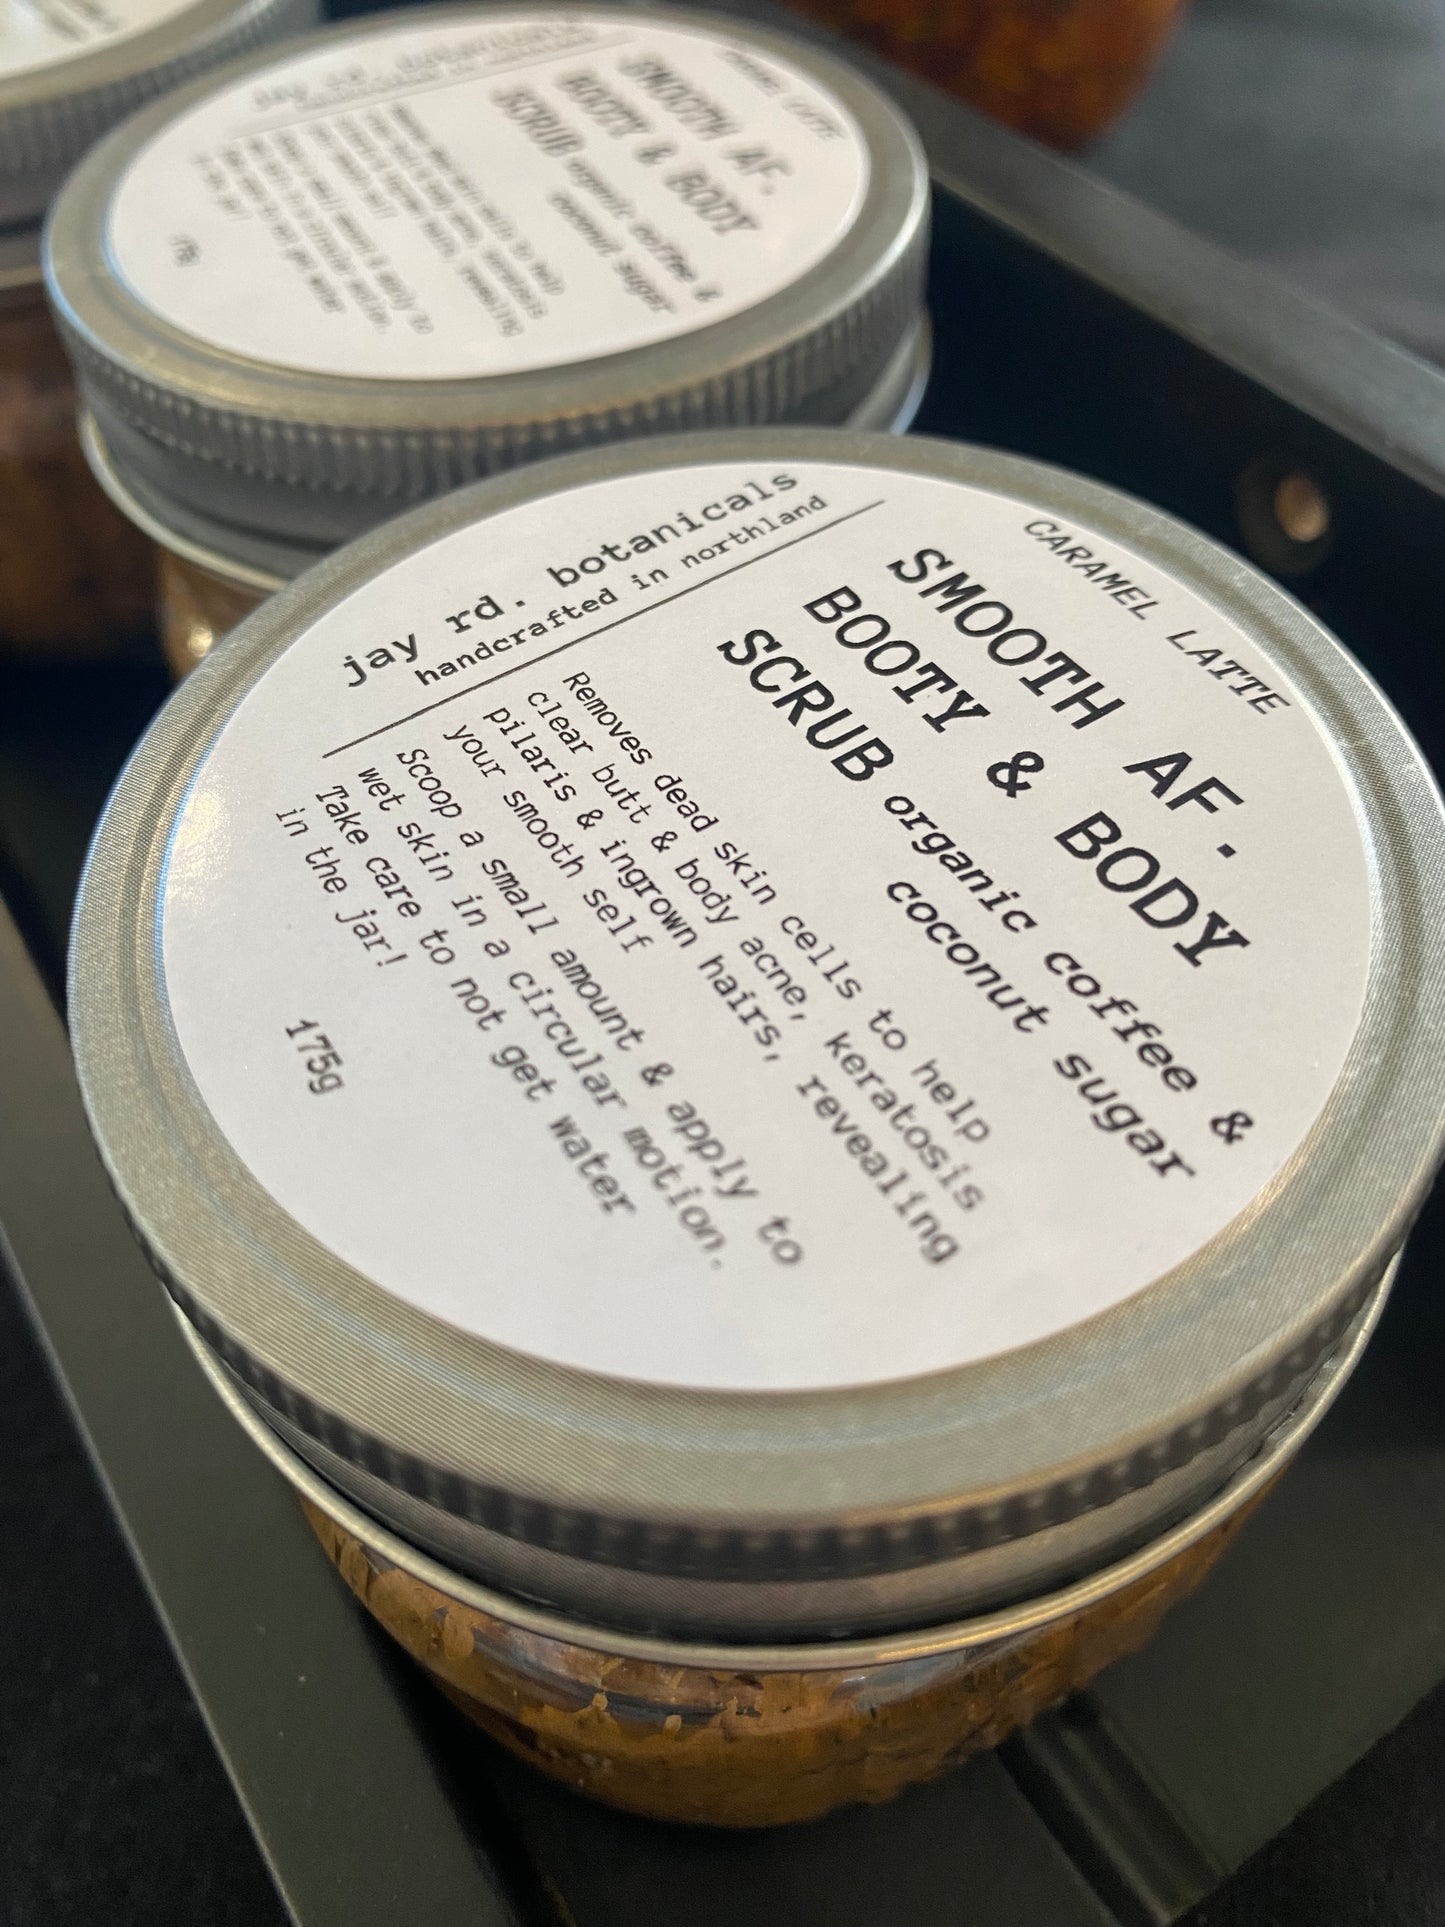 CARAMEL LATTE
SMOOTH AF.
BOOTY & BODY
SCRUB organic coffee &
coconut sugar
jay rd. botanicals
handcrafted in northland
Removes dead skin cells to help
clear butt & body acne, keratosis
pilaris & ingrown hairs, revealing
your smooth self
Scoop a small amount & apply to
wet skin in a circular motion.
Take care to not get water
in the jar!
175g
SMOOTH AF.
BOOTY & BODY
SCRUB organic coffee &
coconut sugar